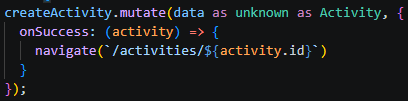 createActivity.mutate(data as unknown as Activity, {
  onSuccess: (activity) => {
    navigate(`/activities/${activity.id}`)
  }
});